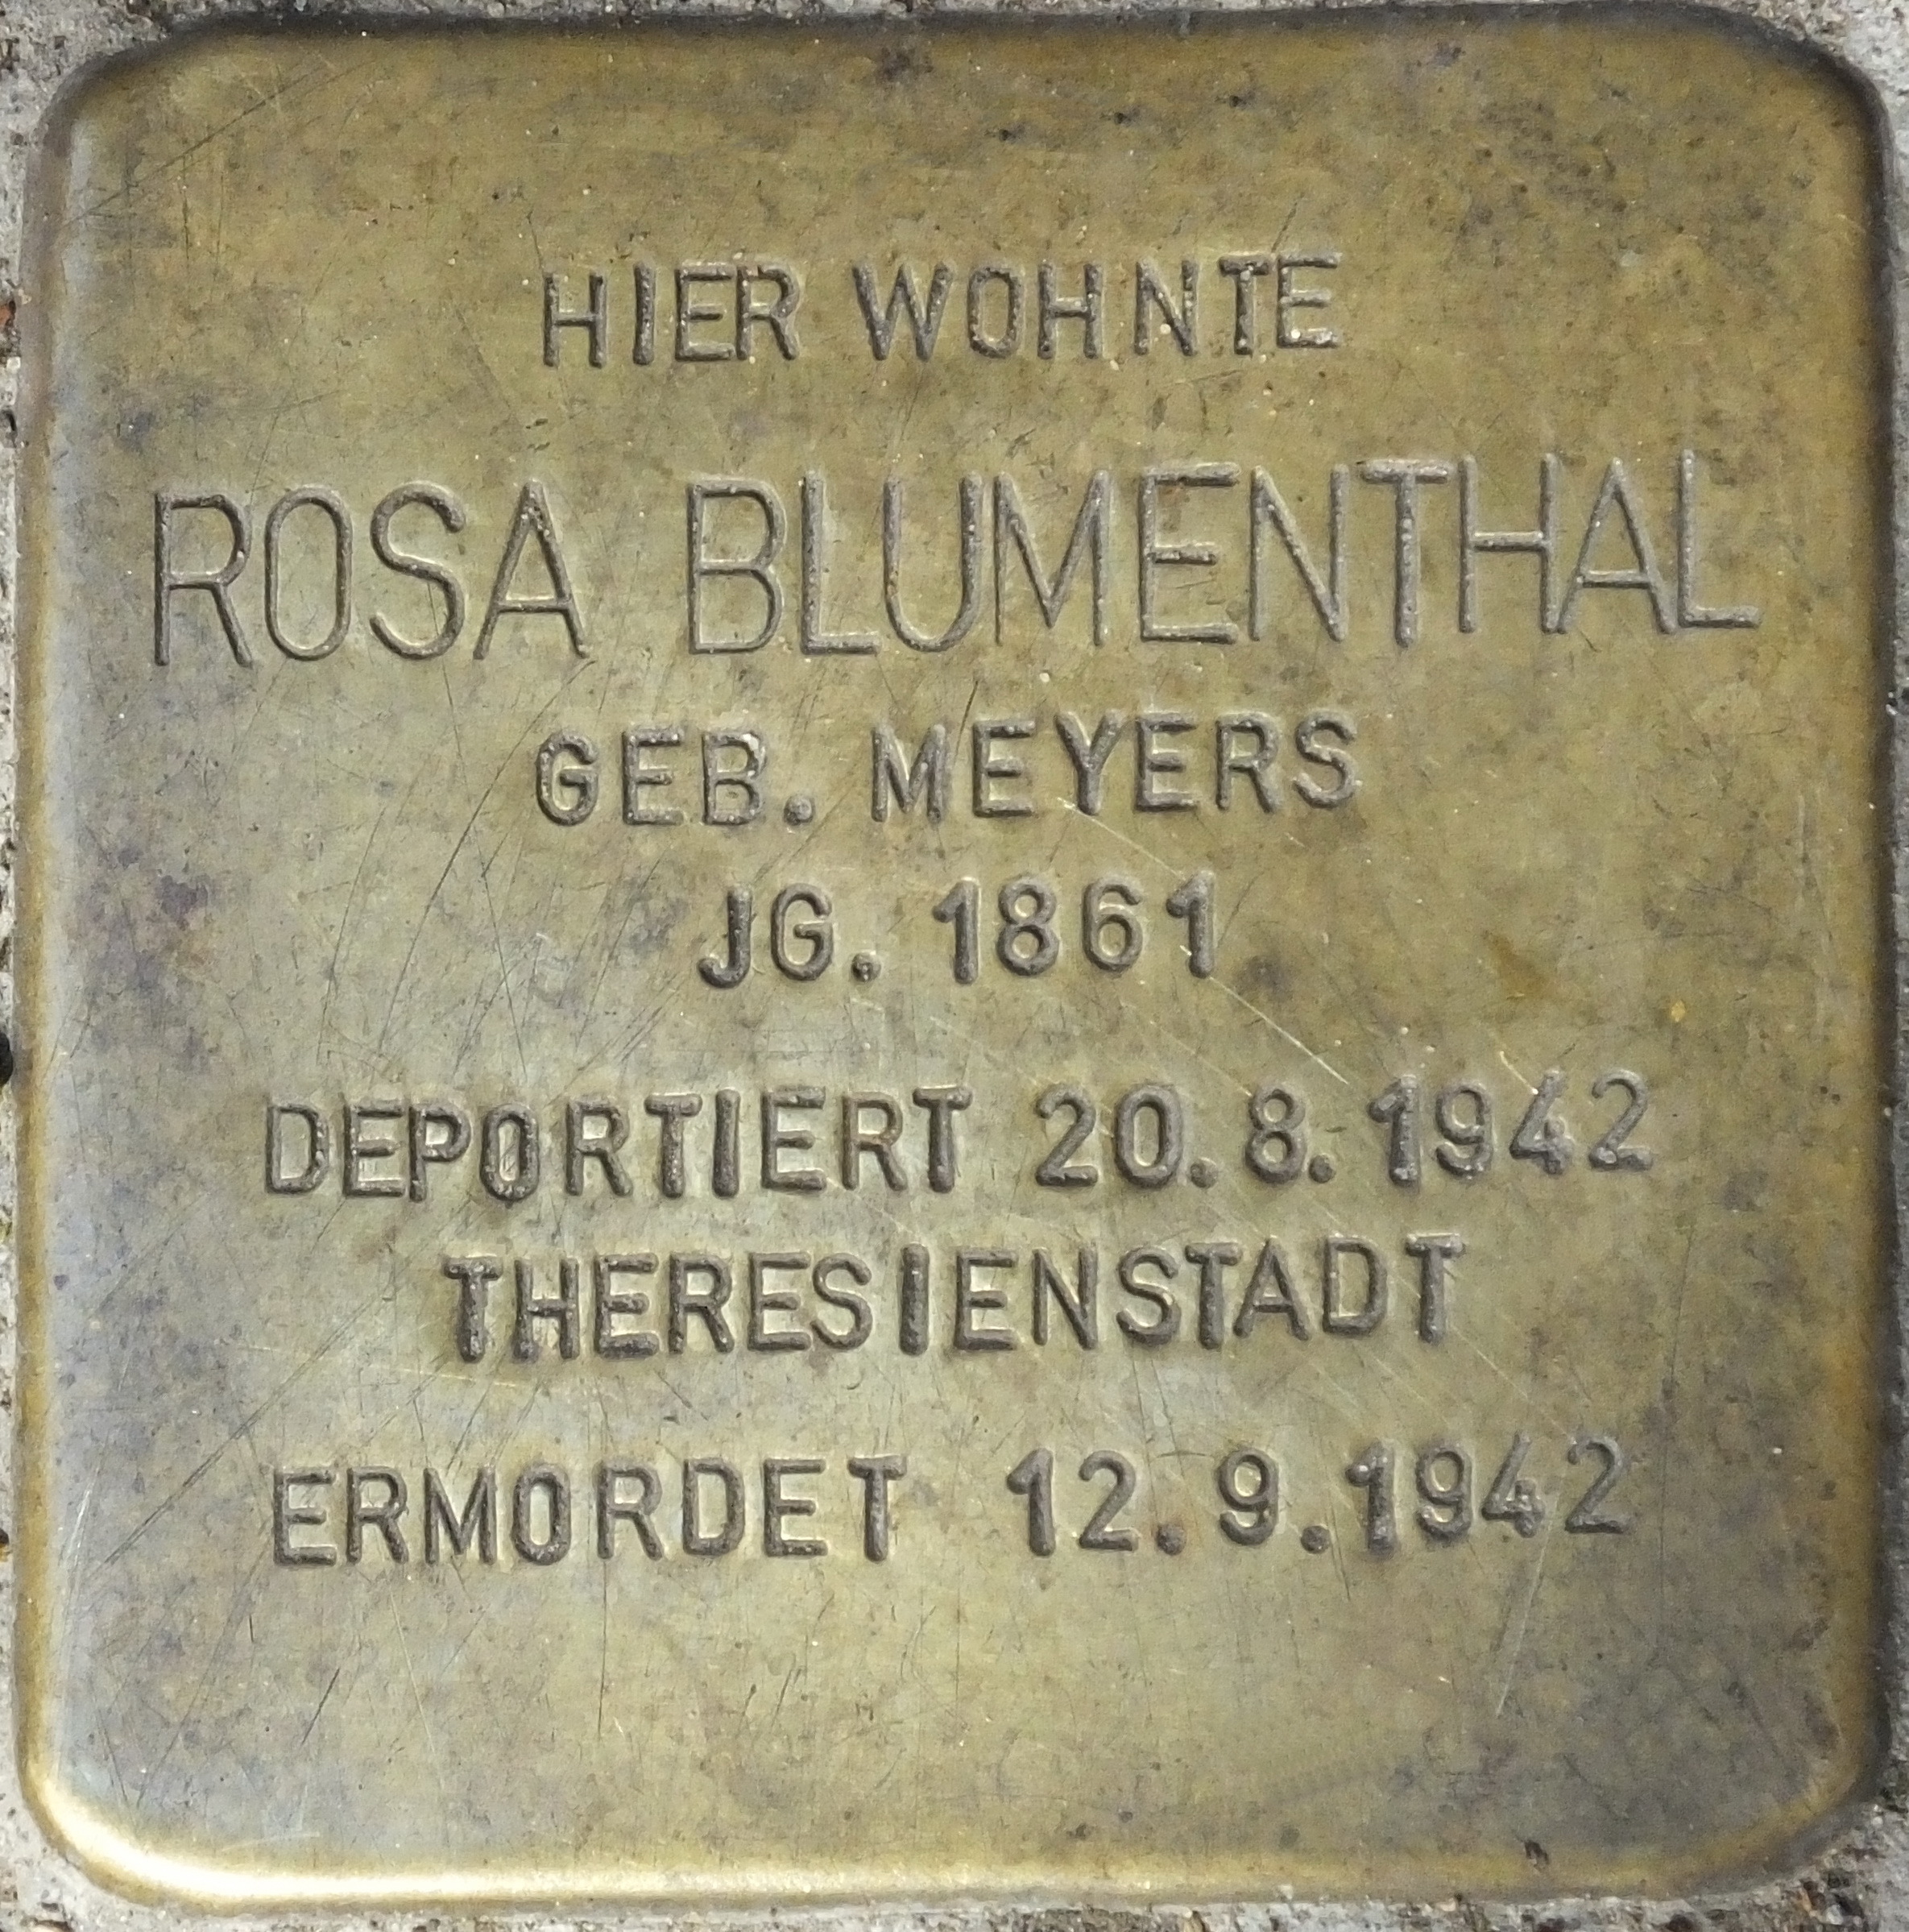 HIER WOHNTE
ROSA BLUMENTHAL
GEB. MEYERS
JG. 1861
DEPORTIERT 20.8.1942
THERESIENSTADT
ERMORDET 12.9.1942